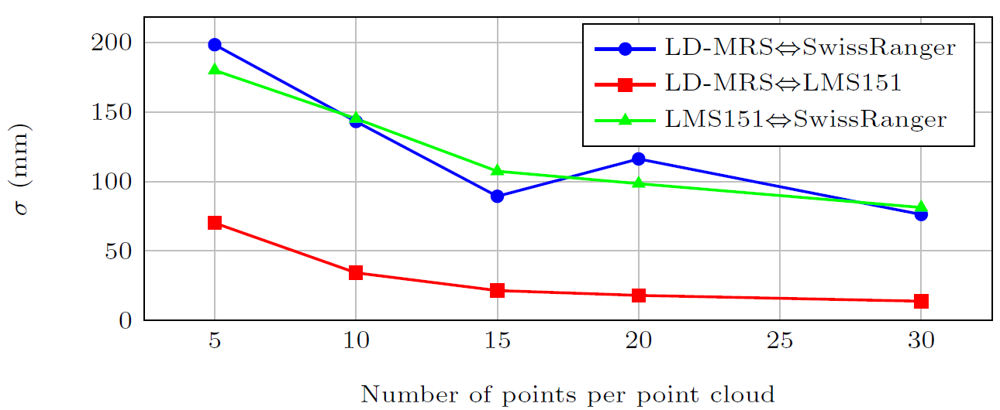 200
150
100
50
0
σ (mm)
LD-MRS⇔SwissRanger
LD-MRS⇔LMS151
LMS151⇔SwissRanger
5 10 15 20 25 30
Number of points per point cloud